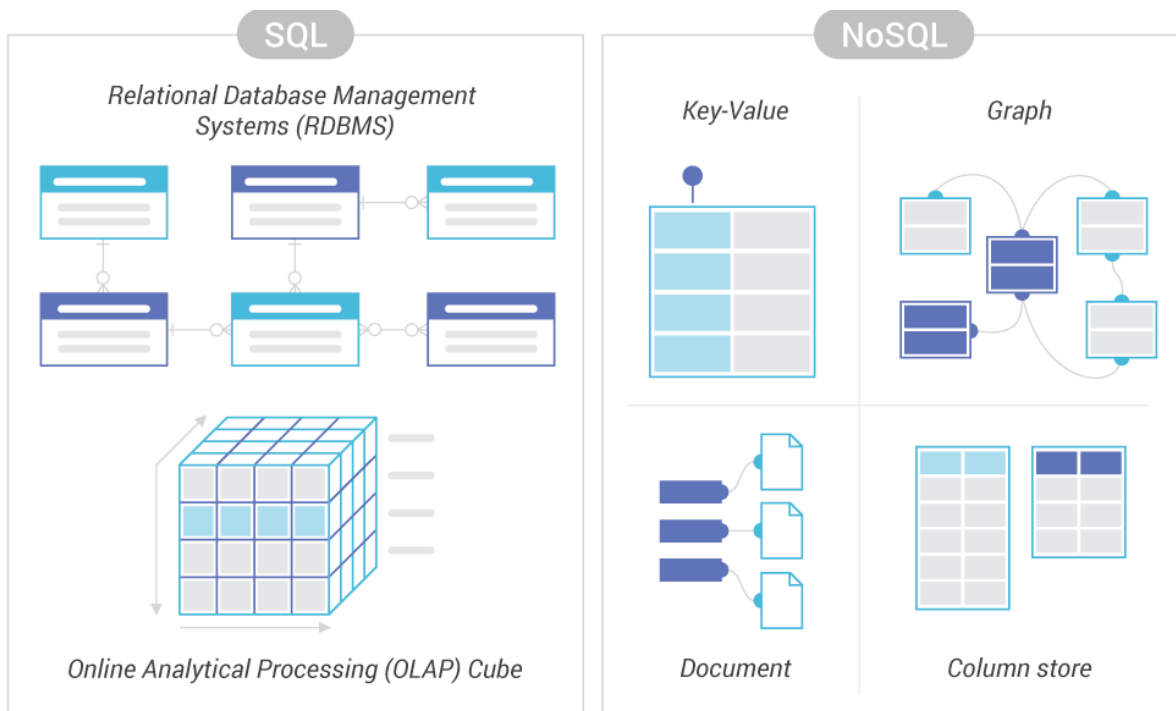 SQL
Relational Database Management
Systems (RDBMS)
Online Analytical Processing (OLAP) Cube
NoSQL
Key-Value
Graph
Document
Column store